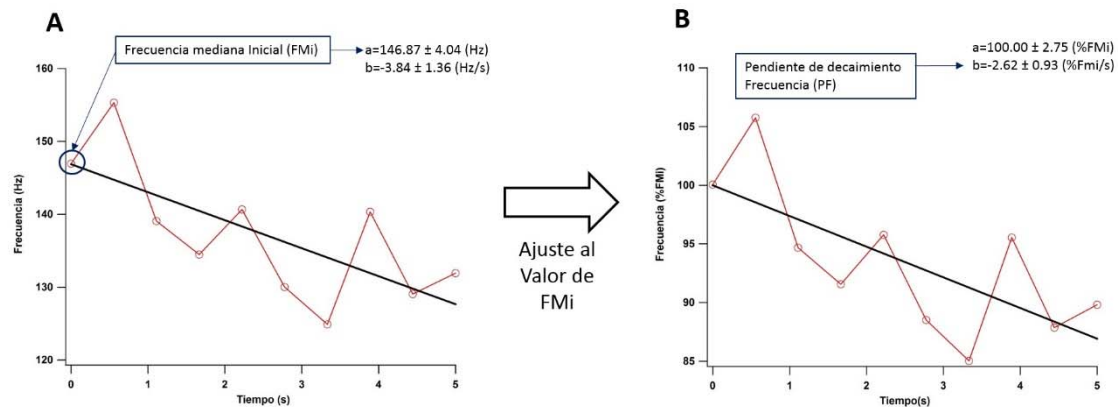 A
Frecuencia mediana Inicial (FMi)
a=146.87 ± 4.04 (Hz)
b=-3.84 ± 1.36 (Hz/s)
160
150
140
130
120
Frecuencia (Hz)
0
1
2
3
4
5
Tiempo (s)
Ajuste al
Valor de
FMi
B
a=100.00 ± 2.75 (%FMi)
b=-2.62 ± 0.93 (%Fmi/s)
Pendiente de decaimiento
Frecuencia (PF)
110
105
100
95
90
85
Frecuencia (%FMI)
0
1
2
3
4
5
Tiempo(s)